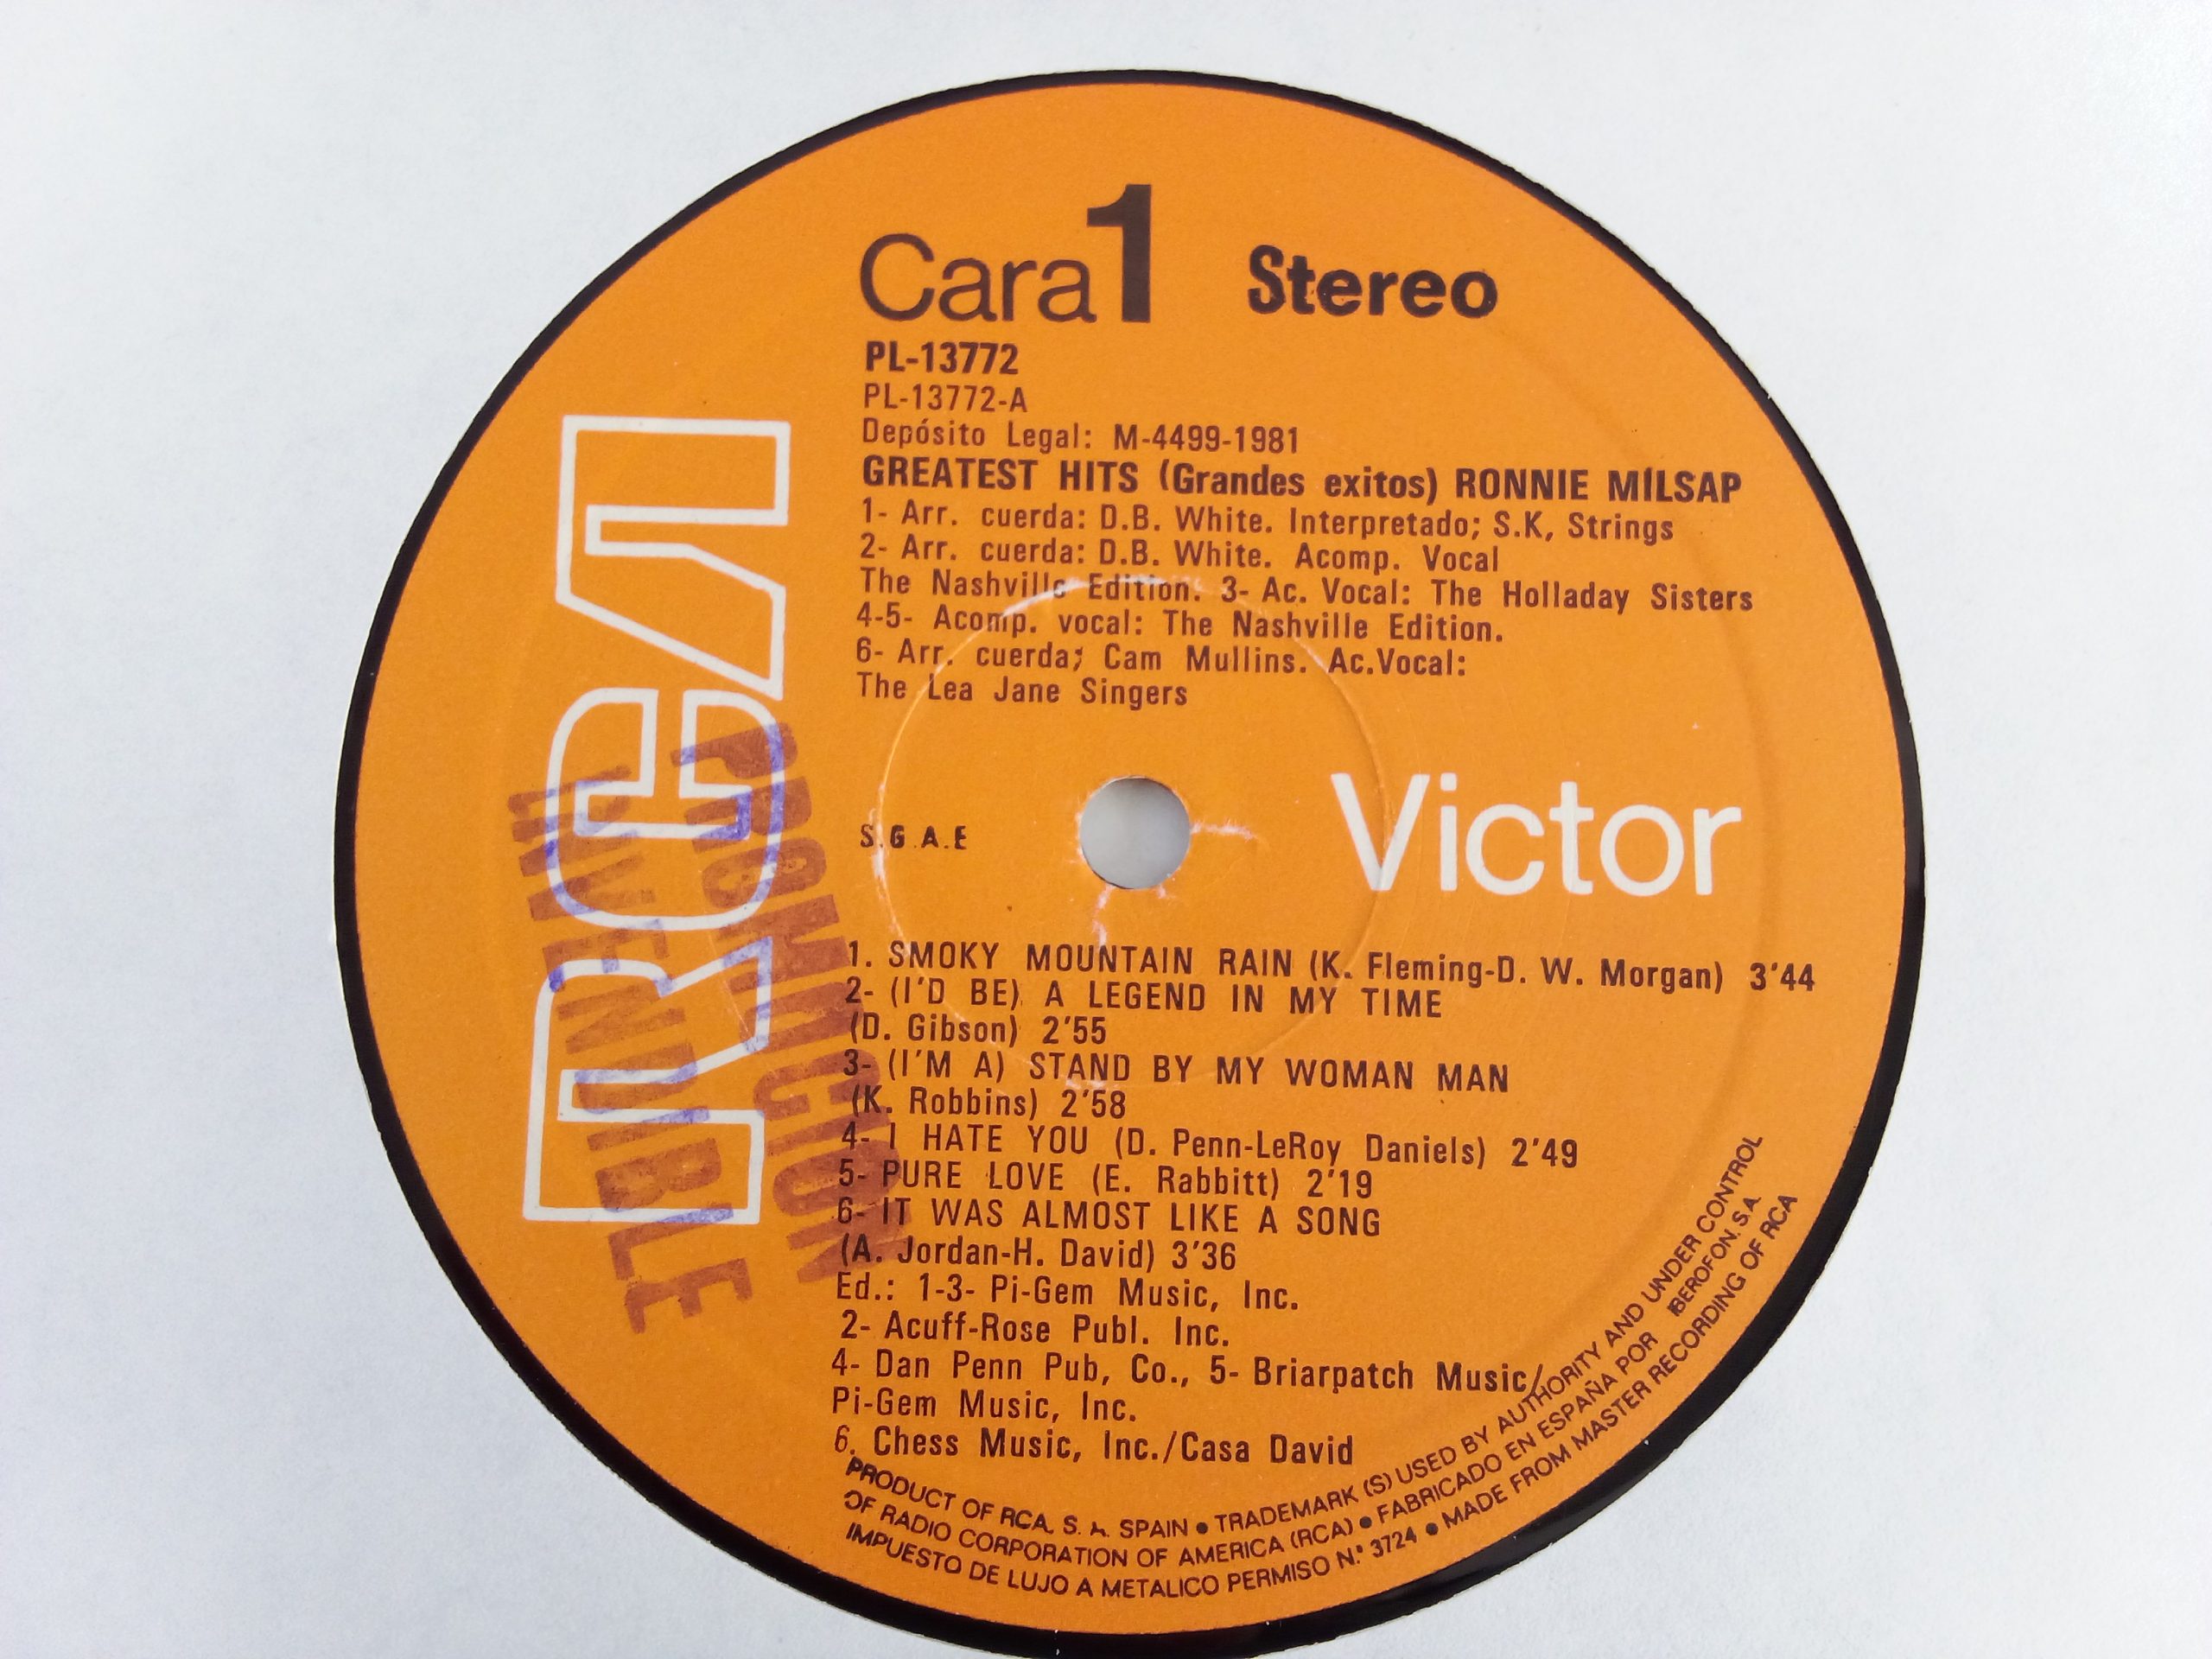 Cara 1 Stereo
PL-13772
PL-13772-A
Depósito Legal: M-4499-1981
GREATEST HITS (Grandes exitos) RONNIE MILSAP
1- Arr. cuerda: D.B. White. Interpretado; S.K, Strings
2- Arr. cuerda: D.B. White. Acomp. Vocal
The Nashville Edition. 3- Ac. Vocal: The Holladay Sisters
4-5- Acomp. vocal: The Nashville Edition.
6- Arr. cuerda; Cam Mullins. Ac.Vocal:
The Lea Jane Singers
RCA
PROMOCION
INVENDIBLE
S.G.A.E
Victor
1. SMOKY MOUNTAIN RAIN (K. Fleming-D. W. Morgan) 3'44
2- (I'D BE) A LEGEND IN MY TIME
(D. Gibson) 2'55
3- (I'M A) STAND BY MY WOMAN MAN
(K. Robbins) 2'58
4- I HATE YOU (D. Penn-LeRoy Daniels) 2'49
5- PURE LOVE (E. Rabbitt) 2'19
6- IT WAS ALMOST LIKE A SONG
(A. Jordan-H. David) 3'36
Ed.: 1-3- Pi-Gem Music, Inc.
2- Acuff-Rose Publ. Inc.
4- Dan Penn Pub, Co., 5- Briarpatch Music/
Pi-Gem Music, Inc.
6. Chess Music, Inc./Casa David
PRODUCT OF RCA, S. A. SPAIN • TRADEMARK (S) USED BY AUTHORITY AND UNDER CONTROL
OF RADIO CORPORATION OF AMERICA (RCA) • FABRICADO EN ESPAÑA POR IBEROFON. S.A.
IMPUESTO DE LUJO A METALICO PERMISO N.º 3724 • MADE FROM MASTER RECORDING OF RCA